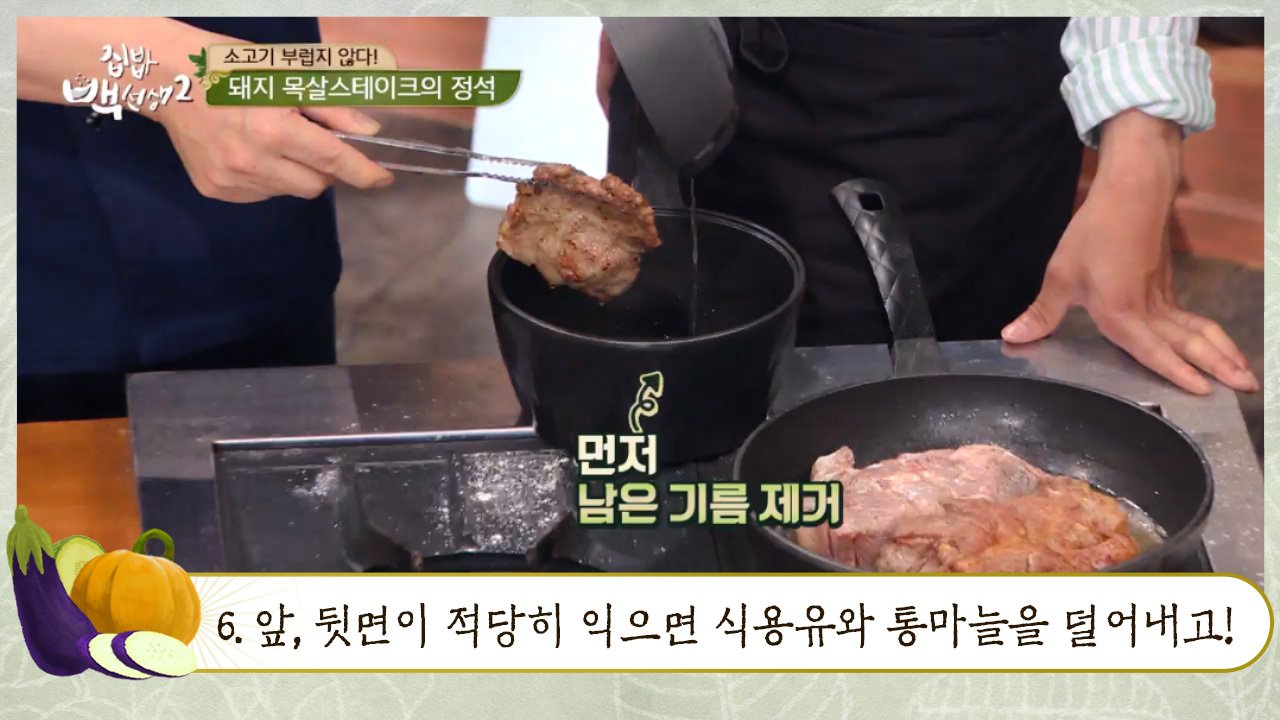 집밥
백선생2
소고기 부럽지 않다!
돼지 목살스테이크의 정석
먼저
남은 기름 제거
6. 앞, 뒷면이 적당히 익으면 식용유와 통마늘을 덜어내고!